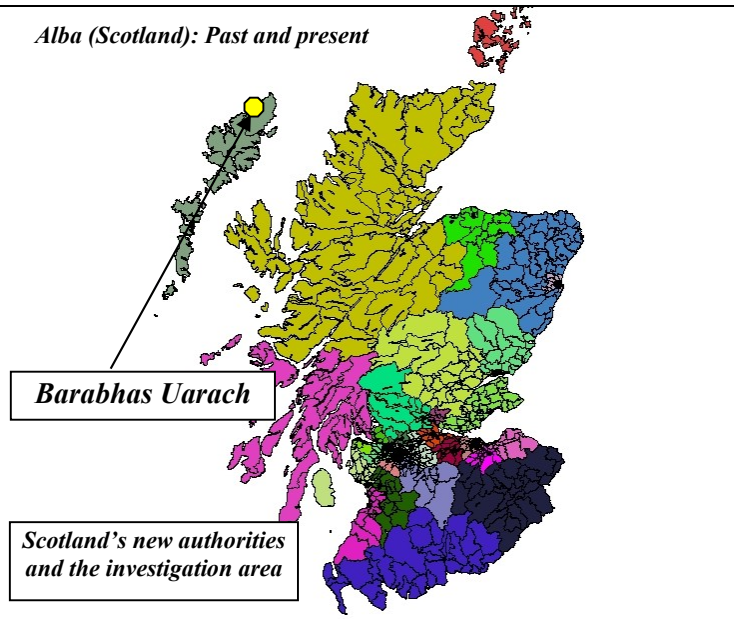 Alba (Scotland): Past and present
Barabhas Uarach
Scotland's new authorities
and the investigation area